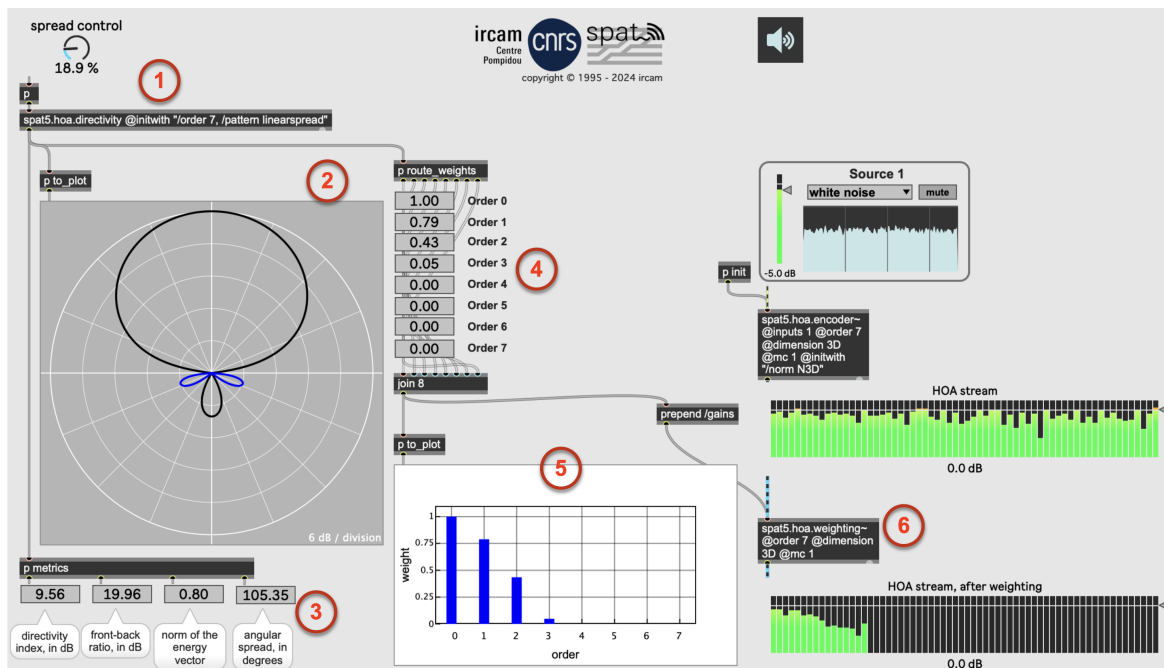 spread control
18.9 %
ircam
Centre
Pompidou
cnrs
spat
copyright © 1995 - 2024 ircam
1
p
spat5.hoa.directivity @initwith "/order 7, /pattern linearspread"
p to_plot
2
6 dB / division
p metrics
9.56
19.96
0.80
105.35
3
directivity
index, in dB
front-back
ratio, in dB
norm of the
energy
vector
angular
spread, in
degrees
p route_weights
1.00 Order 0
0.79 Order 1
0.43 Order 2
0.05 Order 3
0.00 Order 4
0.00 Order 5
0.00 Order 6
0.00 Order 7
4
join 8
prepend /gains
p to_plot
5
weight
1
0.75
0.5
0.25
0
0 1 2 3 4 5 6 7
order
Source 1
white noise
mute
-5.0 dB
p init
spat5.hoa.encoder~
@inputs 1 @order 7
@dimension 3D
@mc 1 @initwith
"/norm N3D"
HOA stream
0.0 dB
spat5.hoa.weighting~
@order 7 @dimension
3D @mc 1
6
HOA stream, after weighting
0.0 dB